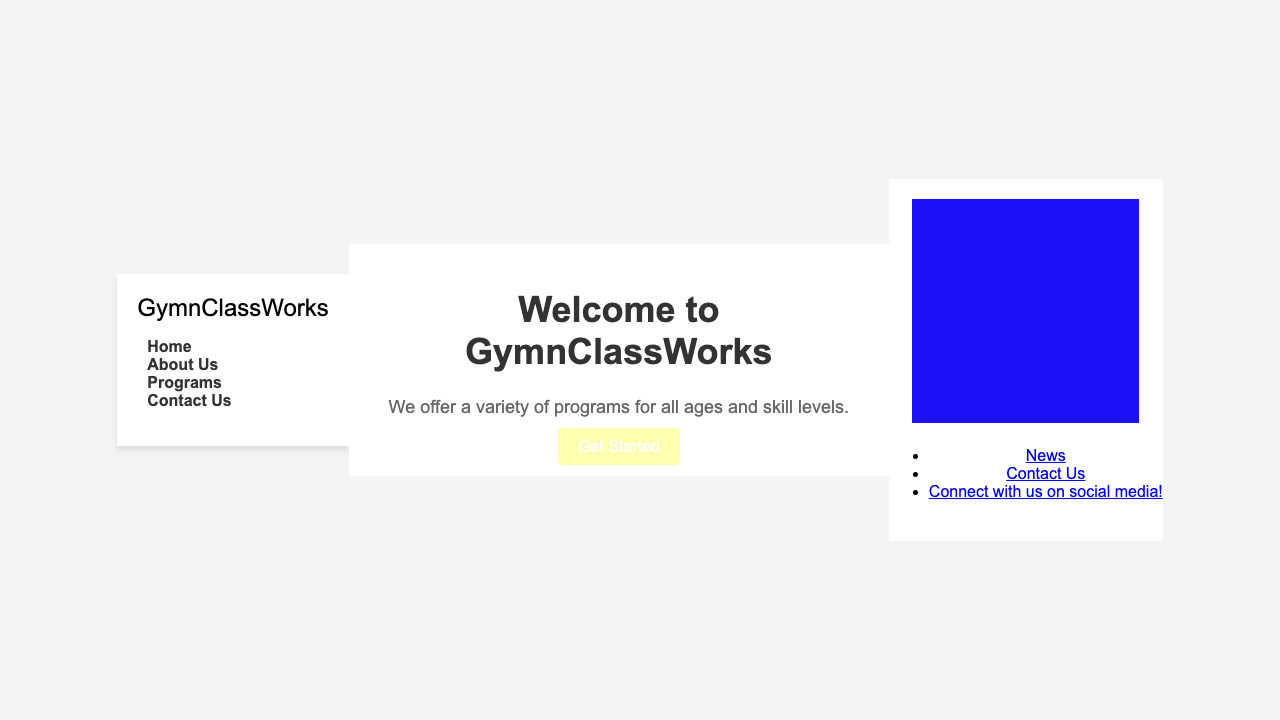 GymnClassWorks
Home
About Us
Programs
Contact Us
Welcome to
GymnClassWorks
We offer a variety of programs for all ages and skill levels.
Get Started
News
Contact Us
Connect with us on social media!